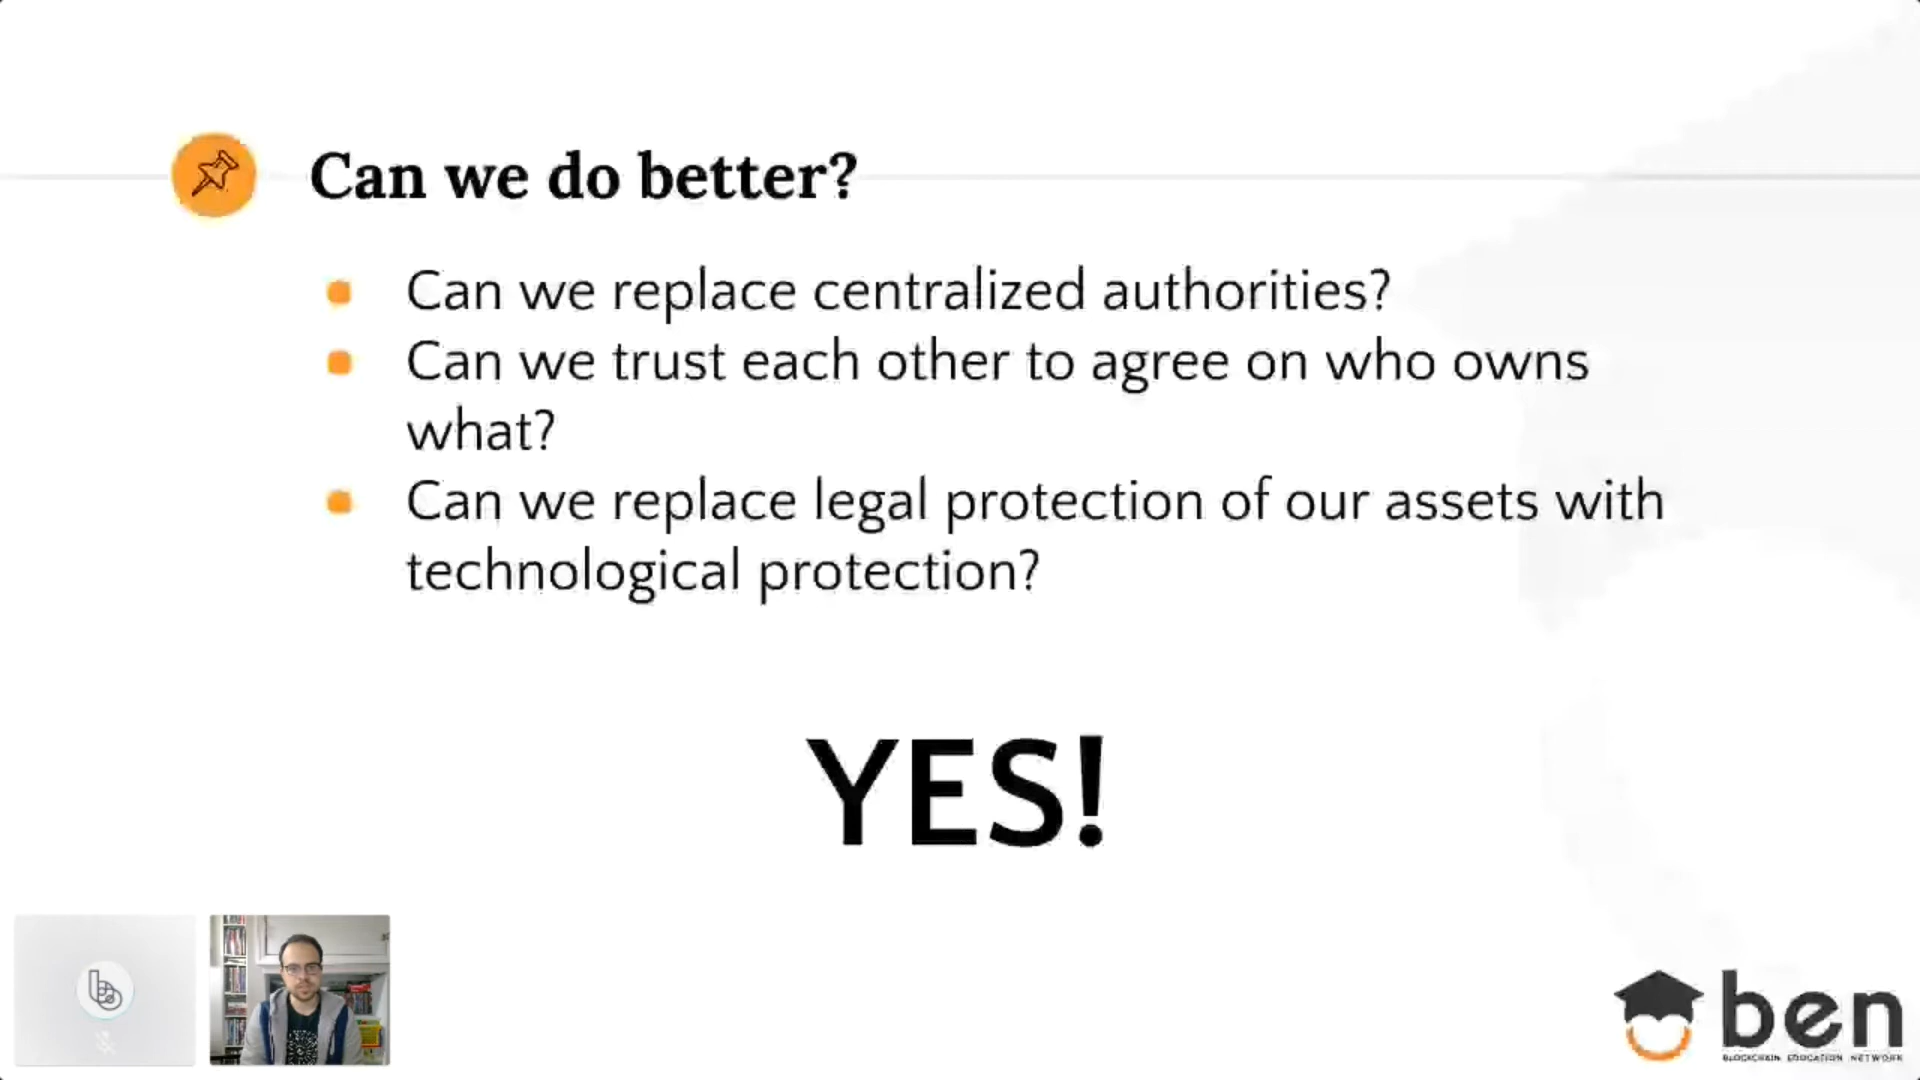 Can we do better?
Can we replace centralized authorities?
Can we trust each other to agree on who owns
what?
Can we replace legal protection of our assets with
technological protection?
YES!
ben
BLOCKCHAIN EDUCATION NETWORK